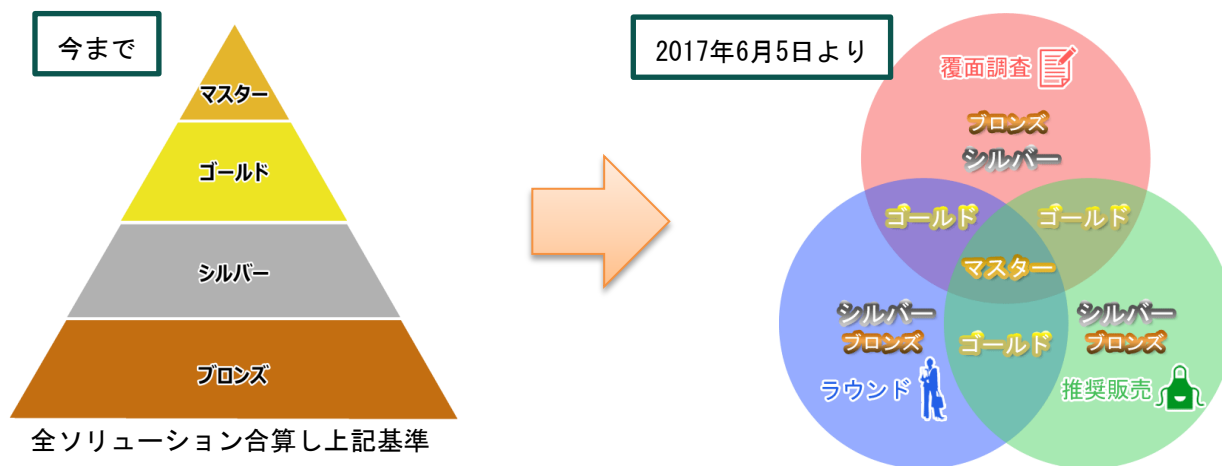 今まで
マスター
ゴールド
シルバー
ブロンズ
全ソリューション合算し上記基準
2017年6月5日より
覆面調査
ブロンズ
シルバー
ゴールド
ゴールド
マスター
シルバー
ブロンズ
ラウンド
ゴールド
シルバー
ブロンズ
推奨販売